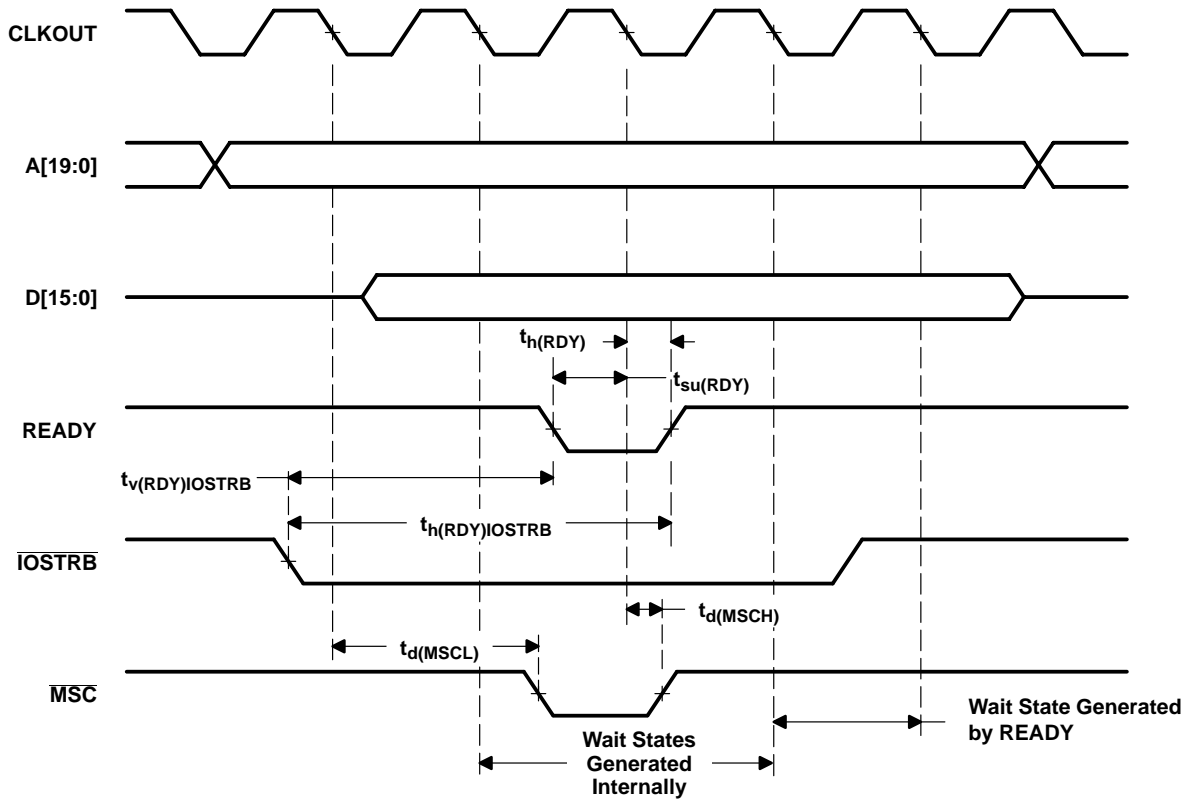 CLKOUT
A[19:0]
D[15:0]
th(RDY)
tsu(RDY)
READY
tv(RDY)IOSTRB
th(RDY)IOSTRB
IOSTRB
td(MSCH)
td(MSCL)
MSC
Wait State Generated
by READY
Wait States
Generated
Internally